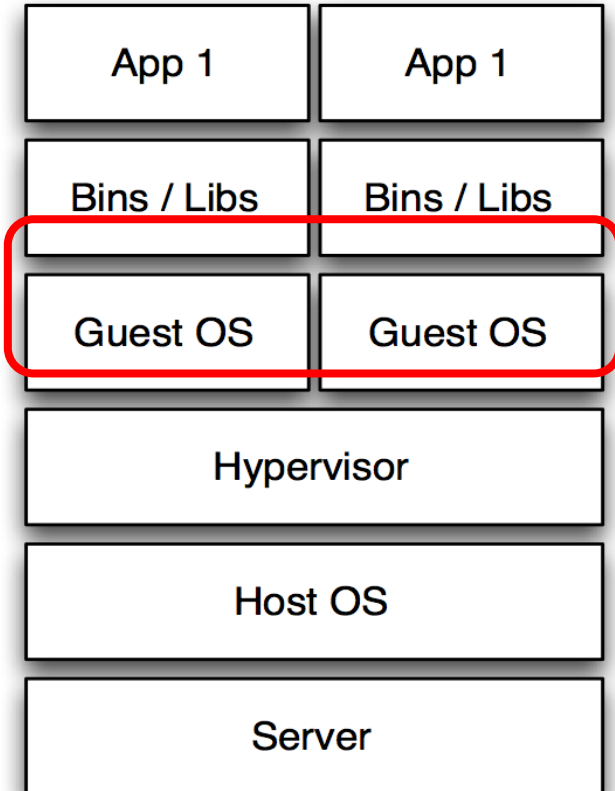 App 1 App 1
Bins / Libs Bins / Libs
Guest OS Guest OS
Hypervisor
Host OS
Server